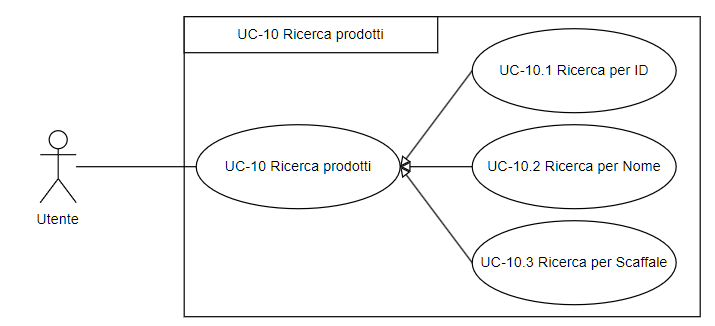 UC-10 Ricerca prodotti
UC-10.1 Ricerca per ID
UC-10 Ricerca prodotti
UC-10.2 Ricerca per Nome
Utente
UC-10.3 Ricerca per Scaffale